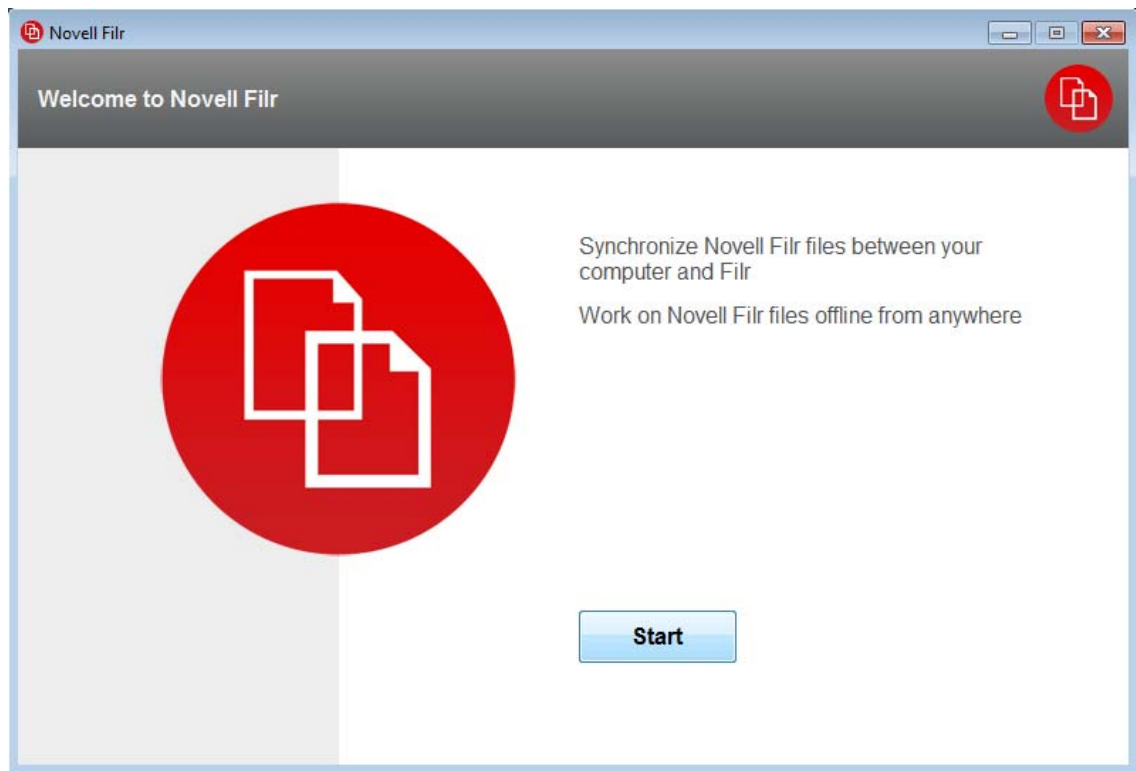 Novell Filr
Welcome to Novell Filr
Synchronize Novell Filr files between your
computer and Filr
Work on Novell Filr files offline from anywhere
Start